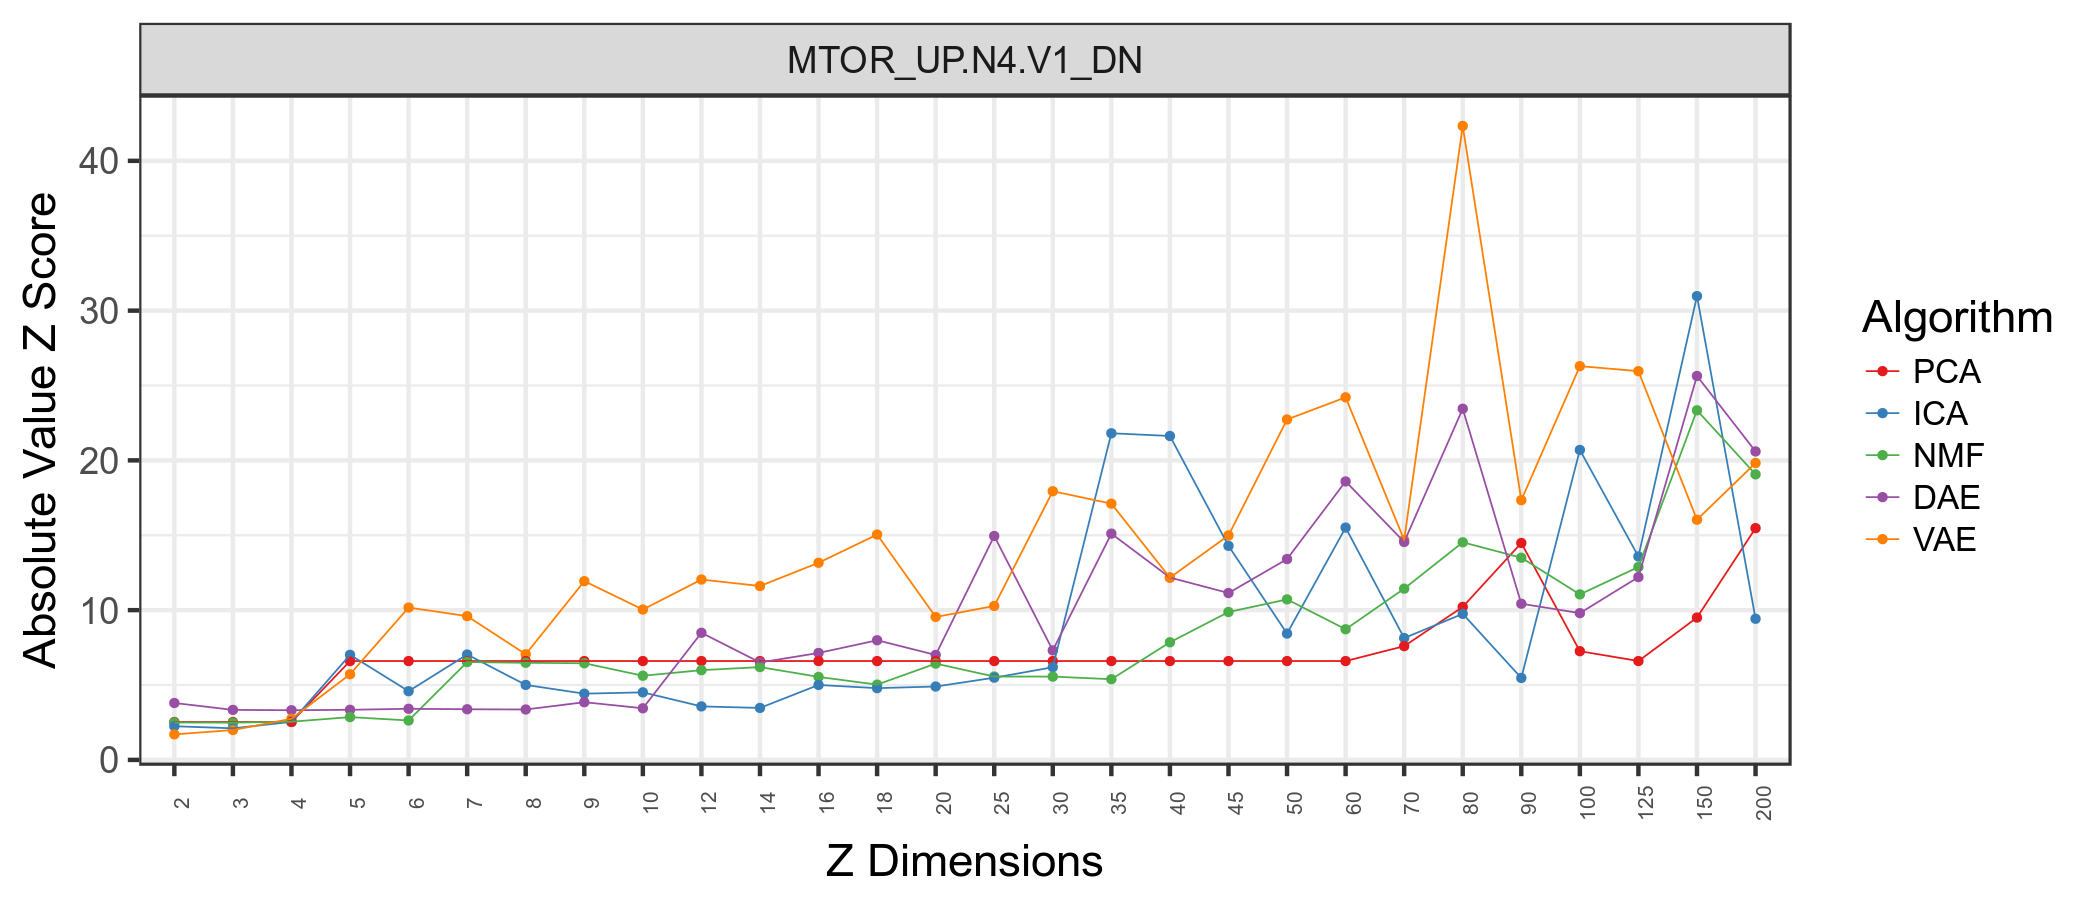 MTOR_UP.N4.V1_DN
Absolute Value Z Score
40
30
20
10
0
2 3 4 5 6 7 8 9 10 12 14 16 18 20 25 30 35 40 45 50 60 70 80 90 100 125 150 200
Z Dimensions
Algorithm
PCA
ICA
NMF
DAE
VAE